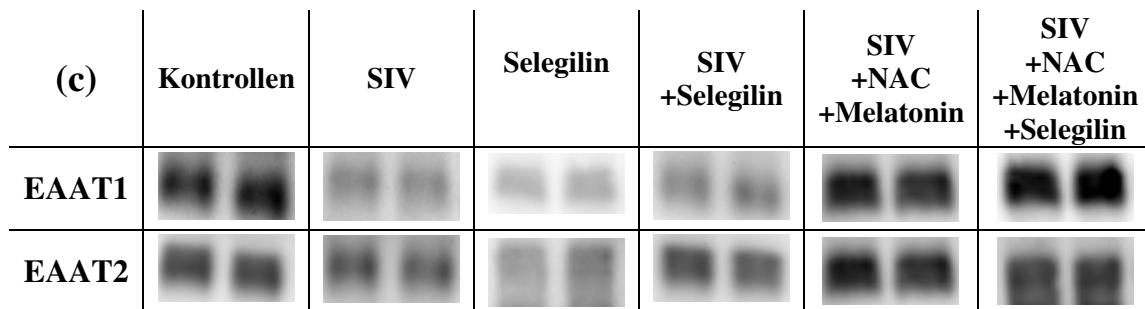 (c)
Kontrollen
SIV
Selegilin
SIV
+Selegilin
SIV
+NAC
+Melatonin
SIV
+NAC
+Melatonin
+Selegilin
EAAT1
EAAT2